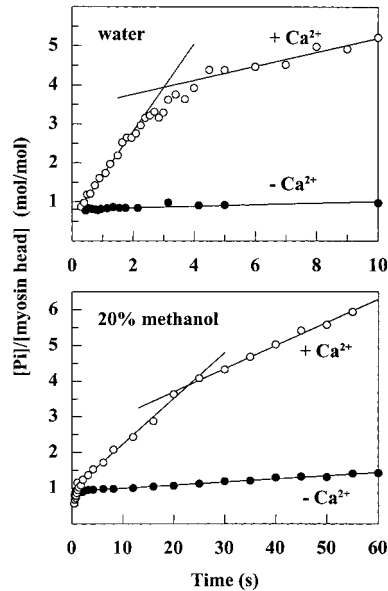 water
+ Ca2+
- Ca2+
5
4
3
2
1
0 2 4 6 8 10
[Pi]/[myosin head] (mol/mol)
20% methanol
+ Ca2+
- Ca2+
6
5
4
3
2
1
0 10 20 30 40 50 60
Time (s)